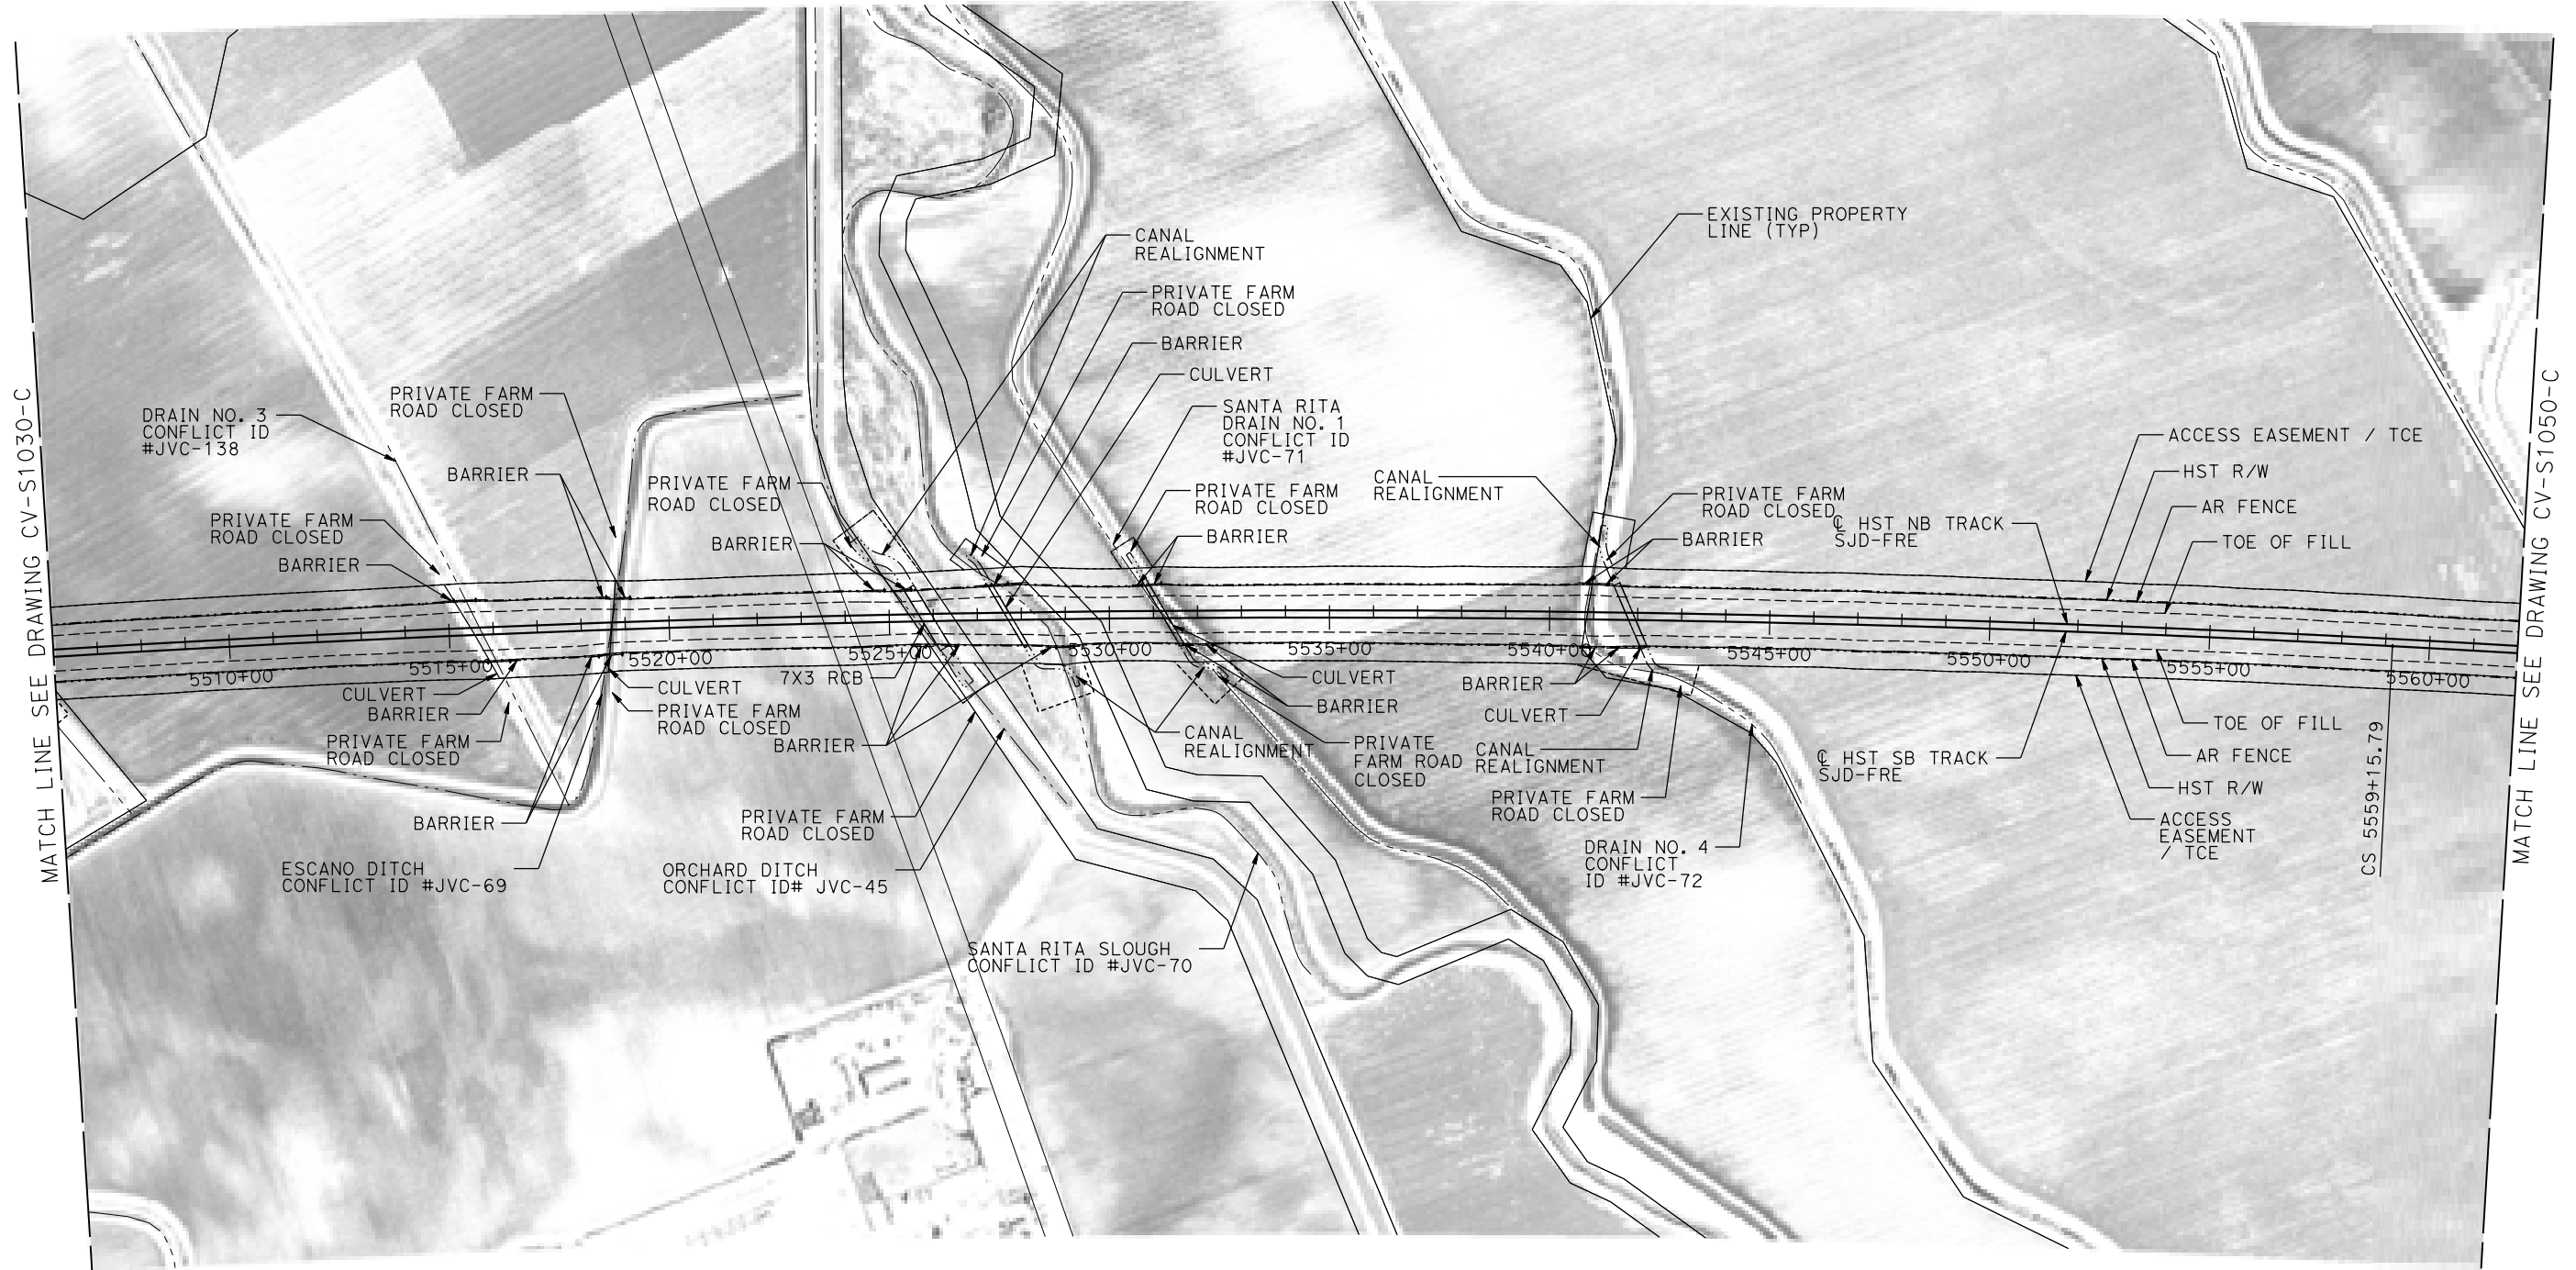 MATCH LINE SEE DRAWING CV-S1030-C
DRAIN NO. 3
CONFLICT ID
#JVC-138
PRIVATE FARM
ROAD CLOSED
BARRIER
PRIVATE FARM
ROAD CLOSED
BARRIER
PRIVATE FARM
ROAD CLOSED
BARRIER
CANAL
REALIGNMENT
PRIVATE FARM
ROAD CLOSED
BARRIER
CULVERT
SANTA RITA
DRAIN NO. 1
CONFLICT ID
#JVC-71
PRIVATE FARM
ROAD CLOSED
BARRIER
CANAL
REALIGNMENT
EXISTING PROPERTY
LINE (TYP)
PRIVATE FARM
ROAD CLOSED
BARRIER
℄ HST NB TRACK
SJD-FRE
ACCESS EASEMENT / TCE
HST R/W
AR FENCE
TOE OF FILL
5510+00
5515+00
5520+00
5525+00
5530+00
5535+00
5540+00
5545+00
5550+00
5555+00
5560+00
CULVERT
BARRIER
PRIVATE FARM
ROAD CLOSED
CULVERT
PRIVATE FARM
ROAD CLOSED
7X3 RCB
BARRIER
BARRIER
ESCANO DITCH
CONFLICT ID #JVC-69
PRIVATE FARM
ROAD CLOSED
ORCHARD DITCH
CONFLICT ID# JVC-45
SANTA RITA SLOUGH
CONFLICT ID #JVC-70
CANAL
REALIGNMENT
CULVERT
BARRIER
PRIVATE
FARM ROAD
CLOSED
BARRIER
CULVERT
CANAL
REALIGNMENT
PRIVATE FARM
ROAD CLOSED
DRAIN NO. 4
CONFLICT
ID #JVC-72
℄ HST SB TRACK
SJD-FRE
TOE OF FILL
AR FENCE
HST R/W
ACCESS
EASEMENT
/ TCE
CS 5559+15.79
MATCH LINE SEE DRAWING CV-S1050-C